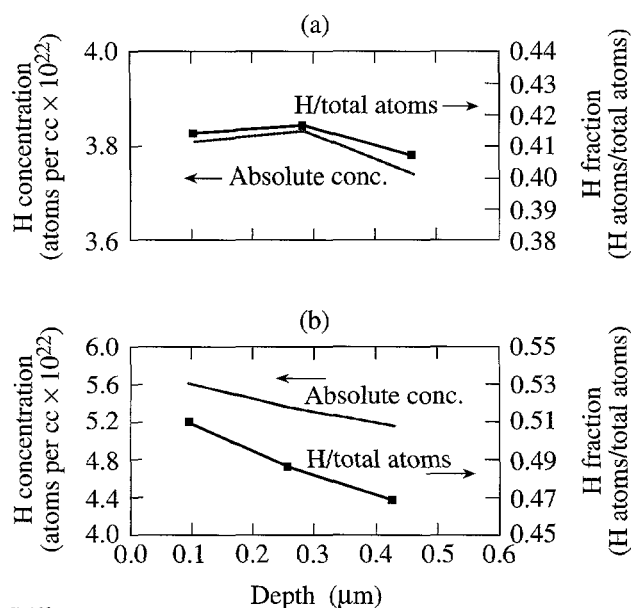 (a)
H concentration
(atoms per cc × 10^22)
4.0
3.8
3.6
H/total atoms
Absolute conc.
0.44
0.43
0.42
0.41
0.40
0.39
0.38
H fraction
(H atoms/total atoms)
(b)
H concentration
(atoms per cc × 10^22)
6.0
5.6
5.2
4.8
4.4
4.0
Absolute conc.
H/total atoms
0.55
0.53
0.51
0.49
0.47
0.45
H fraction
(H atoms/total atoms)
0.0 0.1 0.2 0.3 0.4 0.5 0.6
Depth (μm)